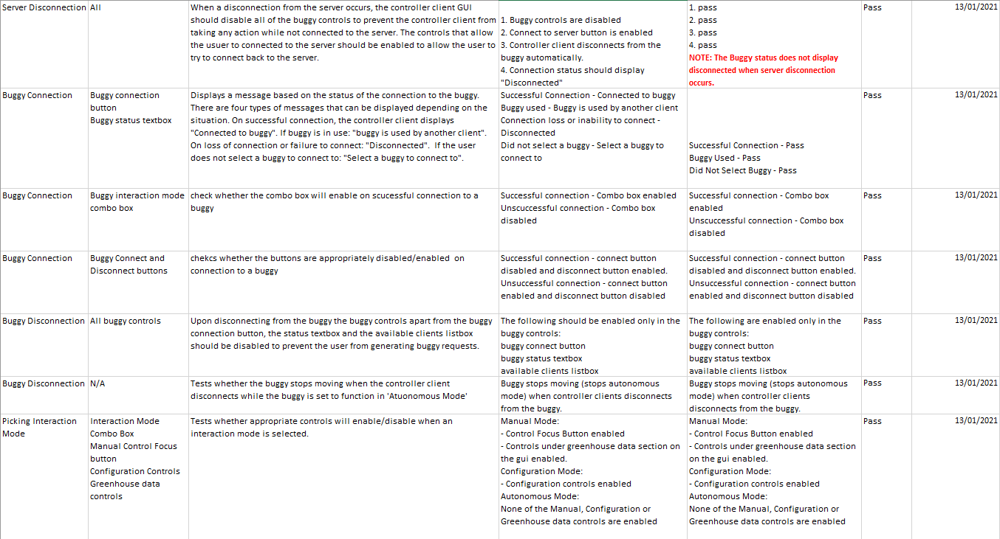 Server Disconnection
All
When a disconnection from the server occurs, the controller client GUI
should disable all of the buggy controls to prevent the controller client from
taking any action while not connected to the server. The controls that allow
the usuer to connected to the server should be enabled to allow the user to
try to connect back to the server.
1. Buggy controls are disabled
2. Connect to server button is enabled
3. Controller client disconnects from the
buggy automatically.
4. Connection status should display
"Disconnected"
1. pass
2. pass
3. pass
4. pass
NOTE: The Buggy status does not display
disconnected when server disconnection
occurs.
Pass
13/01/2021
Buggy Connection
Buggy connection
button
Buggy status textbox
Displays a message based on the status of the connection to the buggy.
There are four types of messages that can be displayed depending on the
situation. On successful connection, the controller client displays
"Connected to buggy". If buggy is in use: "buggy is used by another client".
On loss of connection or failure to connect: "Disconnected".  If the user
does not select a buggy to connect to: "Select a buggy to connect to".
Successful Connection - Connected to buggy
Buggy used - Buggy is used by another client
Connection loss or inability to connect -
Disconnected
Did not select a buggy - Select a buggy to
connect to
Successful Connection - Pass
Buggy Used - Pass
Did Not Select Buggy - Pass
Pass
13/01/2021
Buggy Connection
Buggy interaction mode
combo box
check whether the combo box will enable on scucessful connection to a
buggy
Successful connection - Combo box enabled
Unsuccessful connection - Combo box
disabled
Successful connection - Combo box
enabled
Unsuccessful connection - Combo box
disabled
Pass
13/01/2021
Buggy Connection
Buggy Connect and
Disconnect buttons
chekcs whether the buttons are appropriately disabled/enabled  on
connection to a buggy
Successful connection - connect button
disabled and disconnect button enabled.
Unsuccessful connection - connect button
enabled and disconnect button disabled
Successful connection - connect button
disabled and disconnect button enabled.
Unsuccessful connection - connect button
enabled and disconnect button disabled
Pass
13/01/2021
Buggy Disconnection
All buggy controls
Upon disconnecting from the buggy the buggy controls apart from the buggy
connection button, the status textbox and the available clients listbox
should be disabled to prevent the user from generating buggy requests.
The following should be enabled only in the
buggy controls:
buggy connect button
buggy status textbox
available clients listbox
The following are enabled only in the
buggy controls:
buggy connect button
buggy status textbox
available clients listbox
Pass
13/01/2021
Buggy Disconnection
N/A
Tests whether the buggy stops moving when the controller client
disconnects while the buggy is set to function in 'Atuonomous Mode'
Buggy stops moving (stops autonomous
mode) when controller clients disconnects
from the buggy.
Buggy stops moving (stops autonomous
mode) when controller clients
disconnects from the buggy.
Pass
13/01/2021
Picking Interaction
Mode
Interaction Mode
Combo Box
Manual Control Focus
button
Configuration Controls
Greenhouse data
controls
Tests whether appropriate controls will enable/disable when an
interaction mode is selected.
Manual Mode:
- Control Focus Button enabled
- Controls under greenhouse data section on
the gui enabled.
Configuration Mode:
- Configuration controls enabled
Autonomous Mode:
None of the Manual, Configuration or
Greenhouse data controls are enabled
Manual Mode:
- Control Focus Button enabled
- Controls under greenhouse data section
on the gui enabled.
Configuration Mode:
- Configuration controls enabled
Autonomous Mode:
None of the Manual, Configuration or
Greenhouse data controls are enabled
Pass
13/01/2021